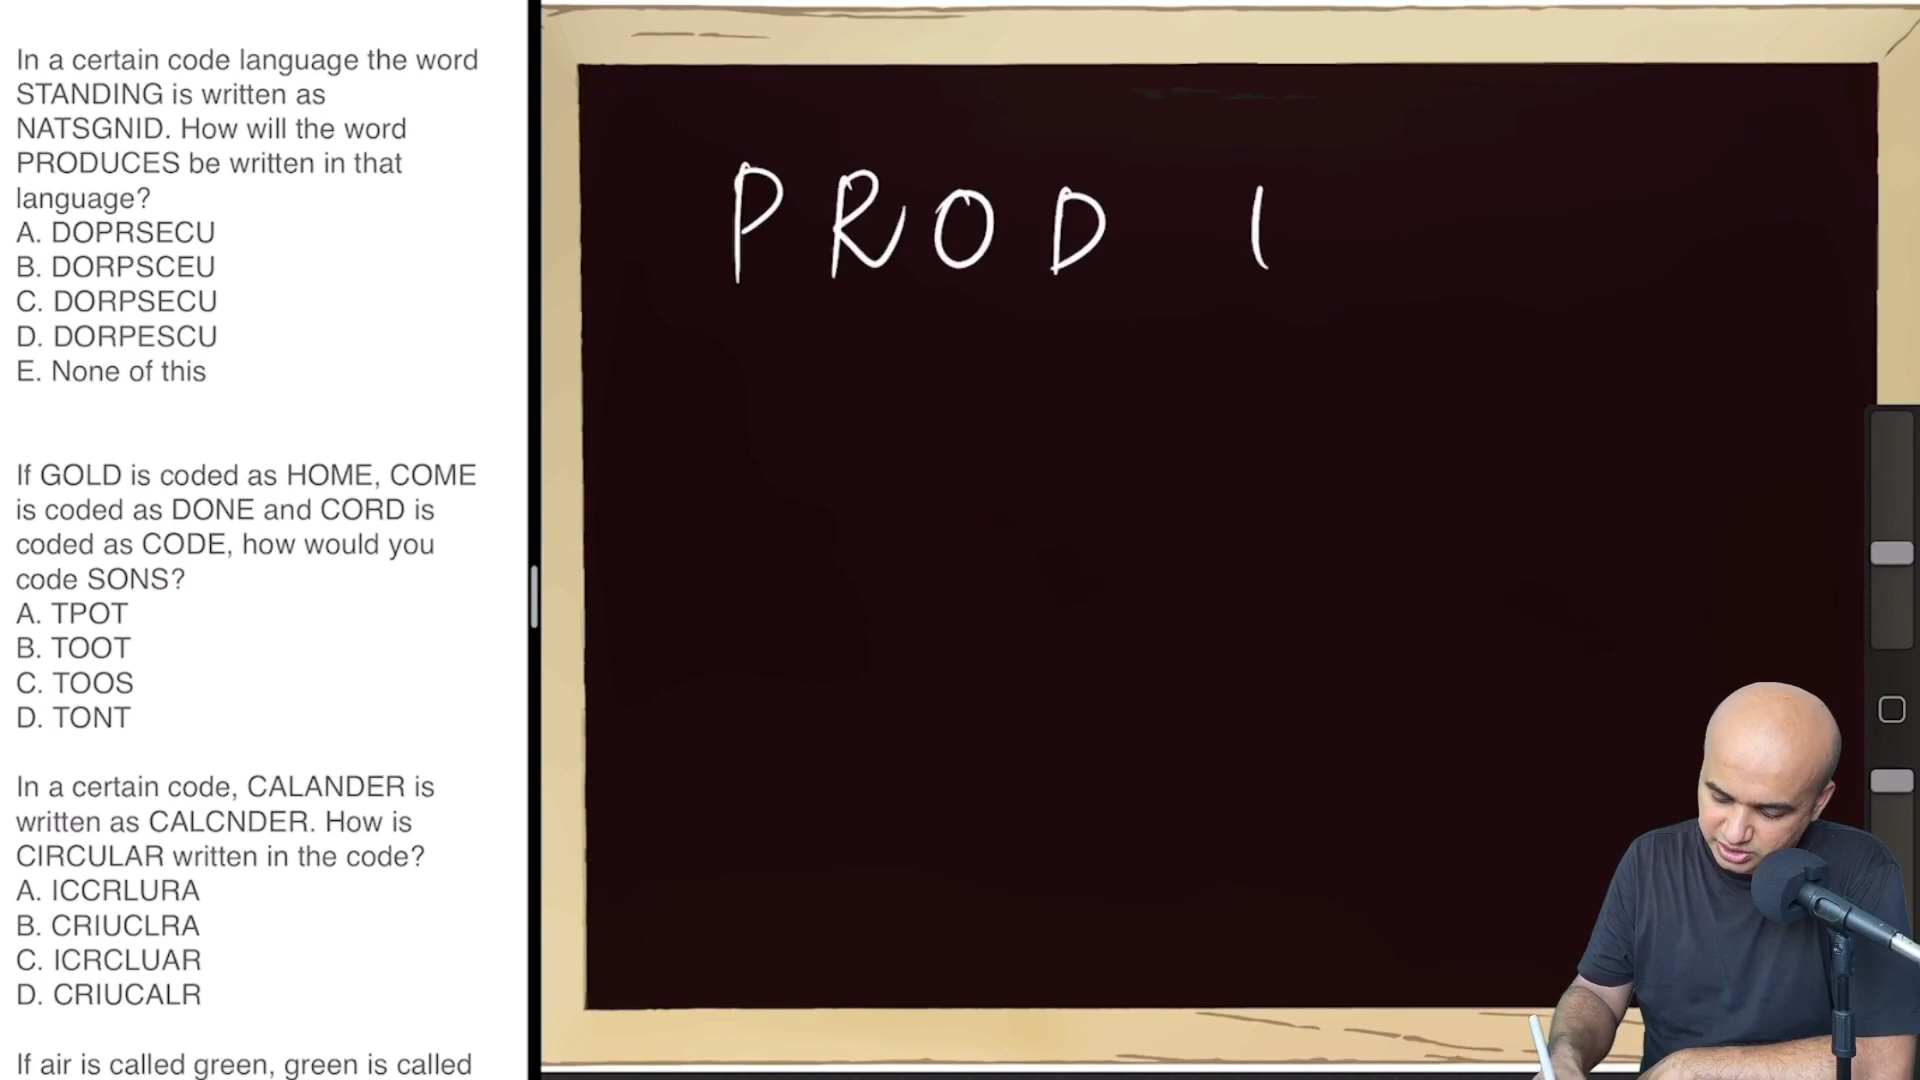 In a certain code language the word
STANDING is written as
NATSGNID. How will the word
PRODUCES be written in that
language?
A. DOPRSECU
B. DORPSCEU
C. DORPSECU
D. DORPESCU
E. None of this
If GOLD is coded as HOME, COME
is coded as DONE and CORD is
coded as CODE, how would you
code SONS?
A. TPOT
B. TOOT
C. TOOS
D. TONT
In a certain code, CALANDER is
written as CALCNDER. How is
CIRCULAR written in the code?
A. ICCRLURA
B. CRIUCLRA
C. ICRCLUAR
D. CRIUCALR
If air is called green, green is called
P R O D